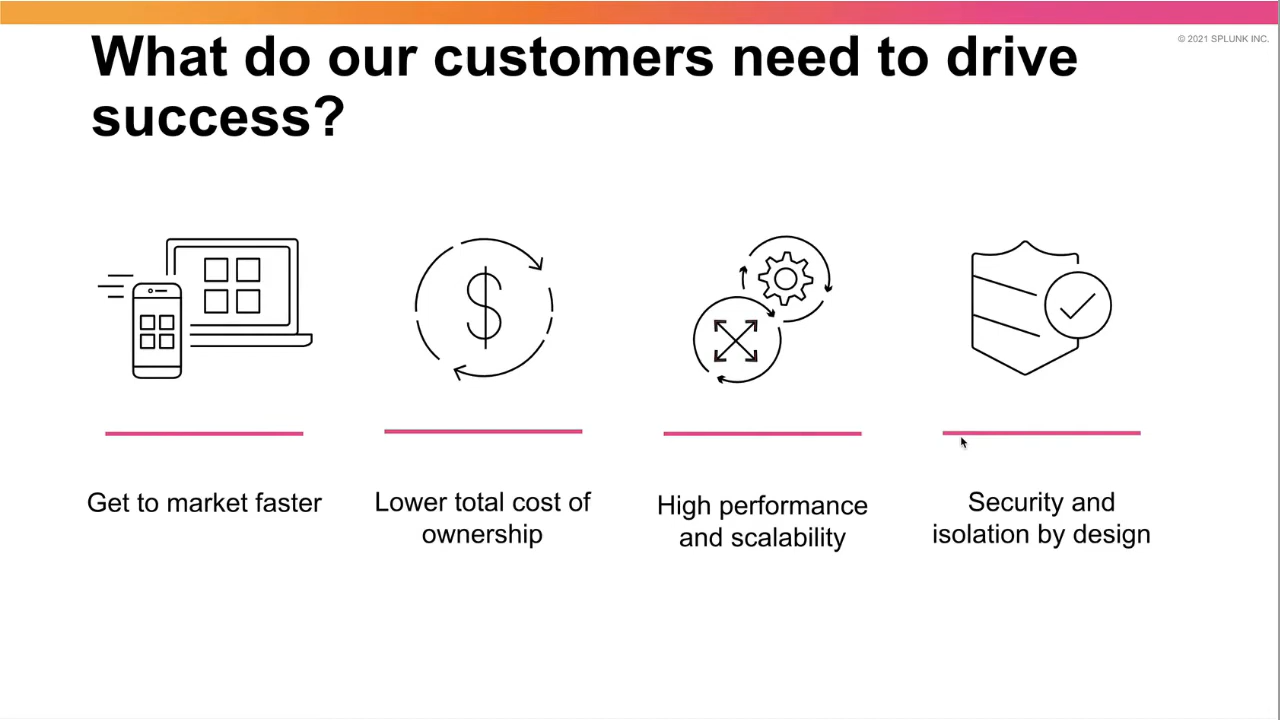 © 2021 SPLUNK INC.
What do our customers need to drive
success?
Get to market faster
Lower total cost of
ownership
High performance
and scalability
Security and
isolation by design